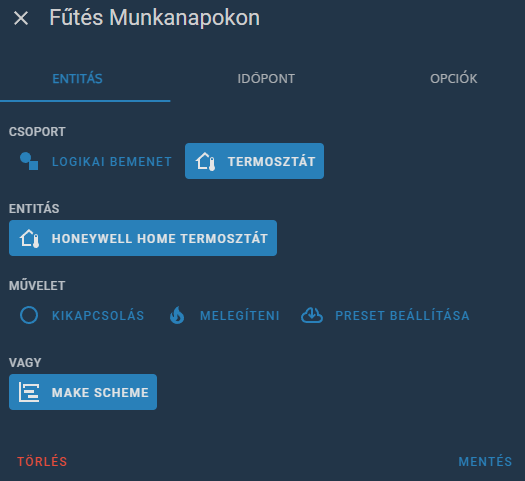 Fűtés Munkanapokon
ENTITÁS IDŐPONT OPCIÓK
CSOPORT
LOGIKAI BEMENET TERMOSZTÁT
ENTITÁS
HONEYWELL HOME TERMOSZTÁT
MŰVELET
KIKAPCSOLÁS MELEGÍTENI PRESET BEÁLLÍTÁSA
VAGY
MAKE SCHEME
TÖRLÉS MENTÉS